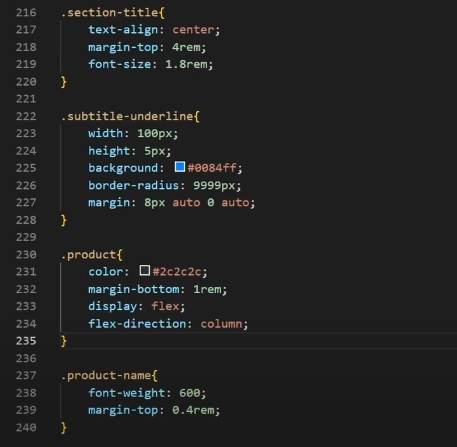 216 .section-title{
217 text-align: center;
218 margin-top: 4rem;
219 font-size: 1.8rem;
220 }
221
222 .subtitle-underline{
223 width: 100px;
224 height: 5px;
225 background: #0084ff;
226 border-radius: 9999px;
227 margin: 8px auto 0 auto;
228 }
229
230 .product{
231 color: #2c2c2c;
232 margin-bottom: 1rem;
233 display: flex;
234 flex-direction: column;
235 }
236
237 .product-name{
238 font-weight: 600;
239 margin-top: 0.4rem;
240 }